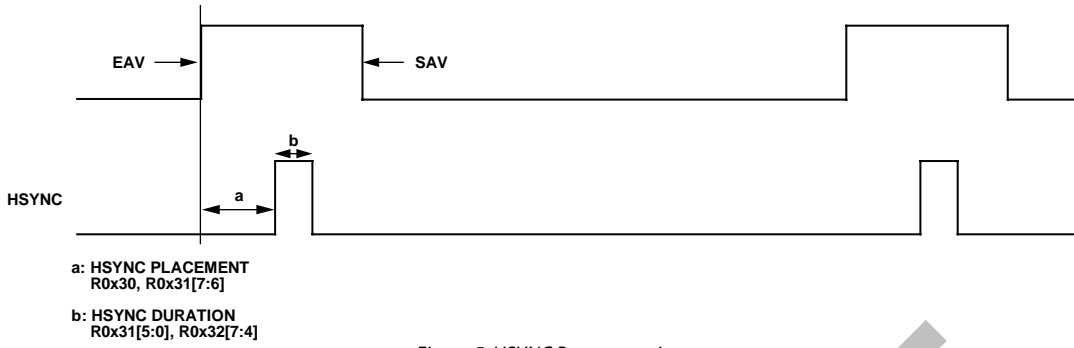 EAV
SAV
b
HSYNC
a
a: HSYNC PLACEMENT
R0x30, R0x31[7:6]
b: HSYNC DURATION
R0x31[5:0], R0x32[7:4]